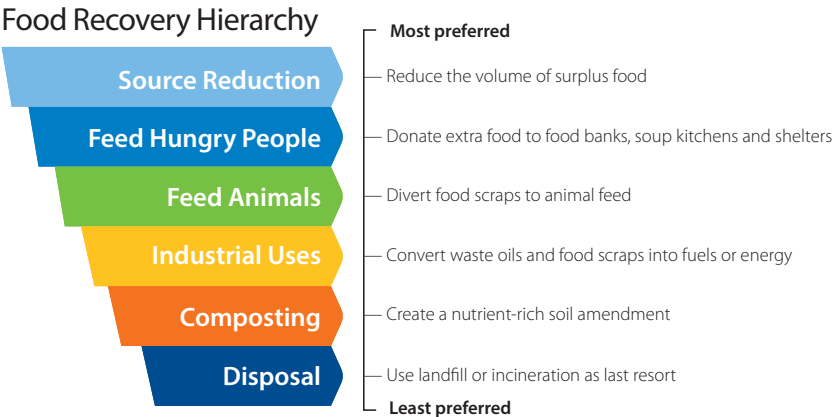 Food Recovery Hierarchy
Most preferred
Source Reduction
Reduce the volume of surplus food
Feed Hungry People
Donate extra food to food banks, soup kitchens and shelters
Feed Animals
Divert food scraps to animal feed
Industrial Uses
Convert waste oils and food scraps into fuels or energy
Composting
Create a nutrient-rich soil amendment
Disposal
Use landfill or incineration as last resort
Least preferred